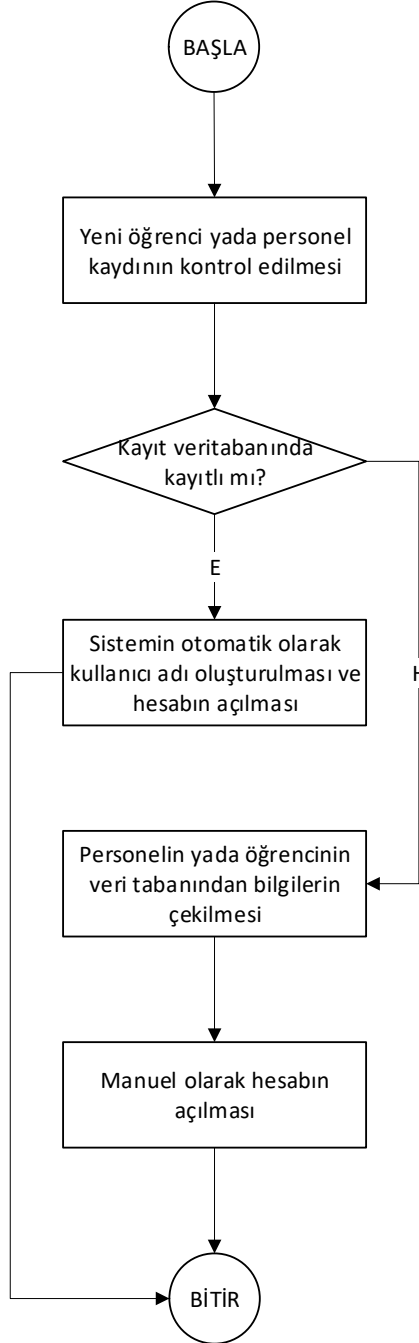 BAŞLA
Yeni öğrenci yada personel
kaydının kontrol edilmesi
Kayıt veritabanında
kayıtlı mı?
E
Sistemin otomatik olarak
kullanıcı adı oluşturulması ve
hesabın açılması
H
Personelin yada öğrencinin
veri tabanından bilgilerin
çekilmesi
Manuel olarak hesabın
açılması
BİTİR